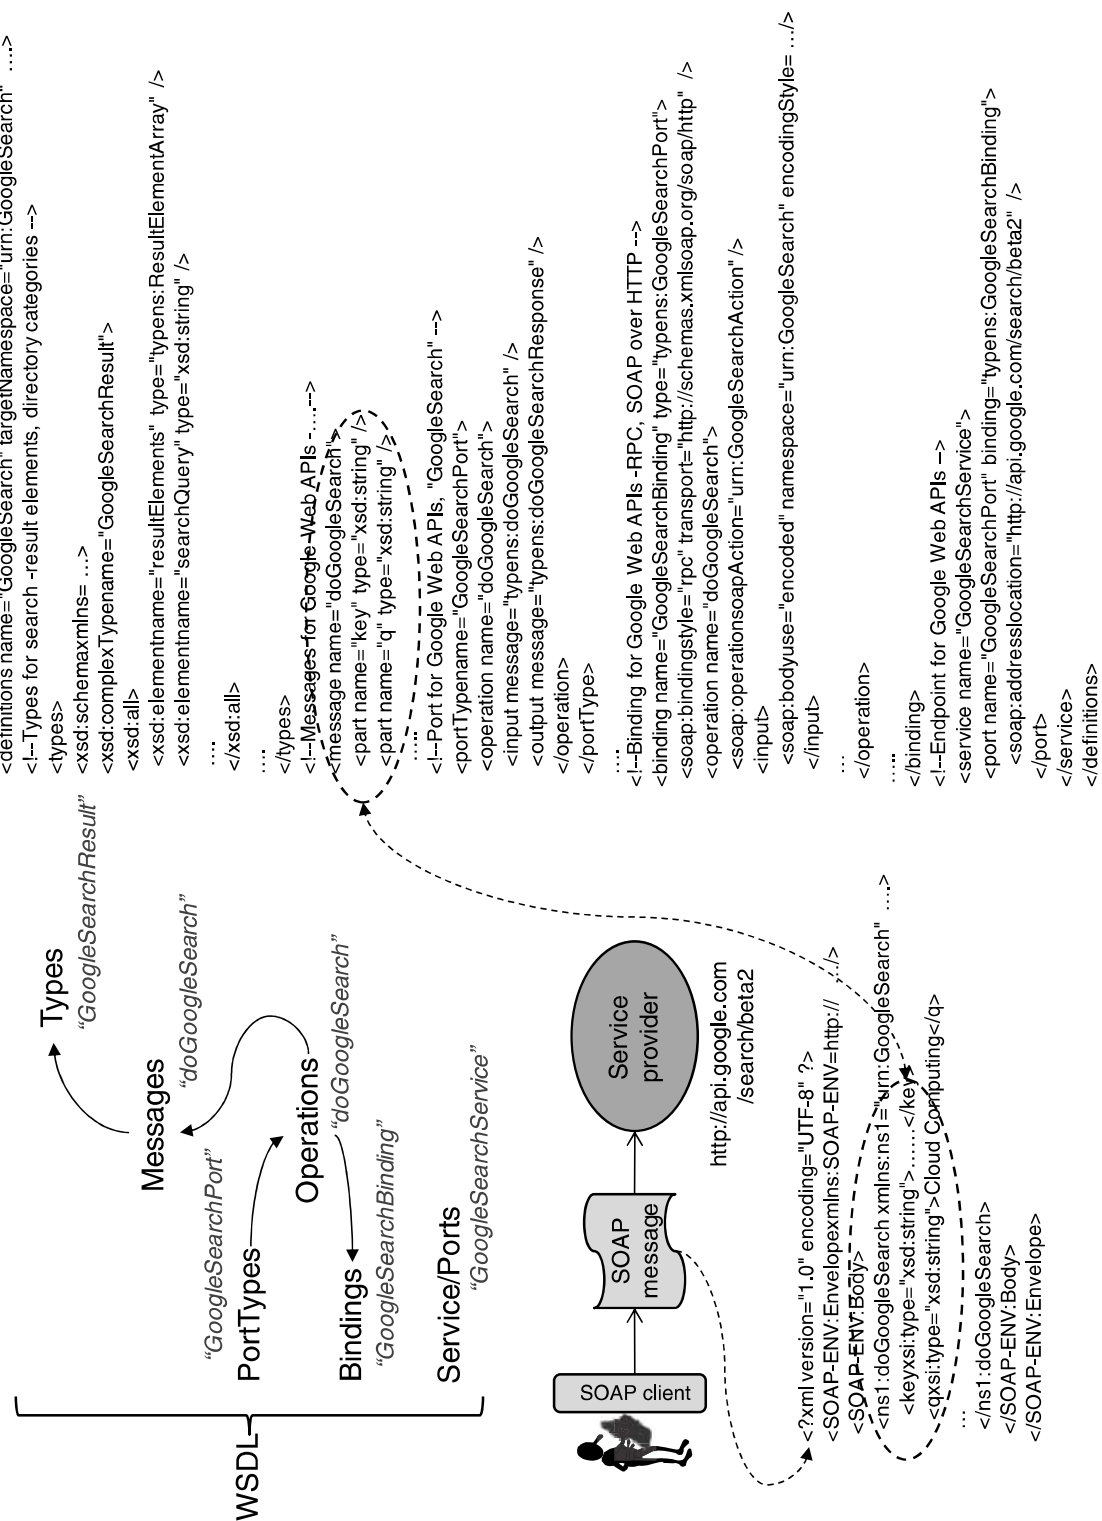 WSDL
Types
“GoogleSearchResult”
Messages
“doGoogleSearch”
“GoogleSearchPort”
PortTypes
Operations
“doGoogleSearch”
Bindings
“GoogleSearchBinding”
Service/Ports
“GoogleSearchService”
SOAP client
SOAP
message
Service
provider
http://api.google.com
/search/beta2
<?xml version="1.0" encoding="UTF-8" ?>
<SOAP-ENV:Envelopexmlns:SOAP-ENV=http:// …/>
<SOAP-ENV:Body>
<ns1:doGoogleSearch xmlns:ns1="urn:GoogleSearch" ….>
<keyxsi:type="xsd:string">……</key>
<qxsi:type="xsd:string">Cloud Computing</q>
…
</ns1:doGoogleSearch>
</SOAP-ENV:Body>
</SOAP-ENV:Envelope>
<definitions name="GoogleSearch" targetNamespace="urn:GoogleSearch" ….>
<!--Types for search -result elements, directory categories -->
<types>
<xsd:schemaxmlns= …>
<xsd:complexTypename="GoogleSearchResult">
<xsd:all>
<xsd:elementname="resultElements" type="typens:ResultElementArray" />
<xsd:elementname="searchQuery" type="xsd:string" />
….
</xsd:all>
….
</types>
<!--Messages for Google Web APIs -….-->
<message name="doGoogleSearch">
<part name="key" type="xsd:string" />
<part name="q" type="xsd:string" />
…..
<!--Port for Google Web APIs, "GoogleSearch" -->
<portTypename="GoogleSearchPort">
<operation name="doGoogleSearch">
<input message="typens:doGoogleSearch" />
<output message="typens:doGoogleSearchResponse" />
</operation>
</portType>
….
<!--Binding for Google Web APIs -RPC, SOAP over HTTP -->
<binding name="GoogleSearchBinding" type="typens:GoogleSearchPort">
<soap:bindingstyle="rpc" transport="http://schemas.xmlsoap.org/soap/http" />
<operation name="doGoogleSearch">
<soap:operationsoapAction="urn:GoogleSearchAction" />
<input>
<soap:bodyuse="encoded" namespace="urn:GoogleSearch" encodingStyle= …/>
</input>
…
</operation>
…..
</binding>
<!--Endpoint for Google Web APIs -->
<service name="GoogleSearchService">
<port name="GoogleSearchPort" binding="typens:GoogleSearchBinding">
<soap:addresslocation="http://api.google.com/search/beta2" />
</port>
</service>
</definitions>